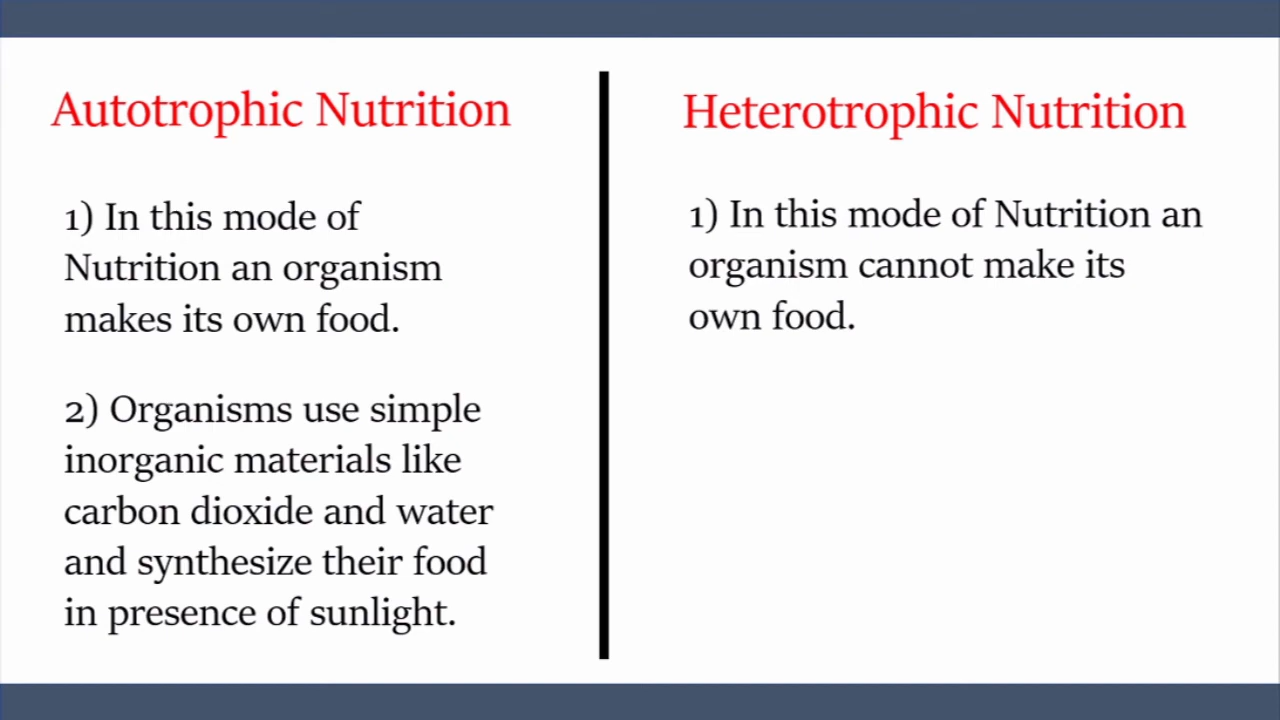 Autotrophic Nutrition
1) In this mode of
Nutrition an organism
makes its own food.
2) Organisms use simple
inorganic materials like
carbon dioxide and water
and synthesize their food
in presence of sunlight.
Heterotrophic Nutrition
1) In this mode of Nutrition an
organism cannot make its
own food.